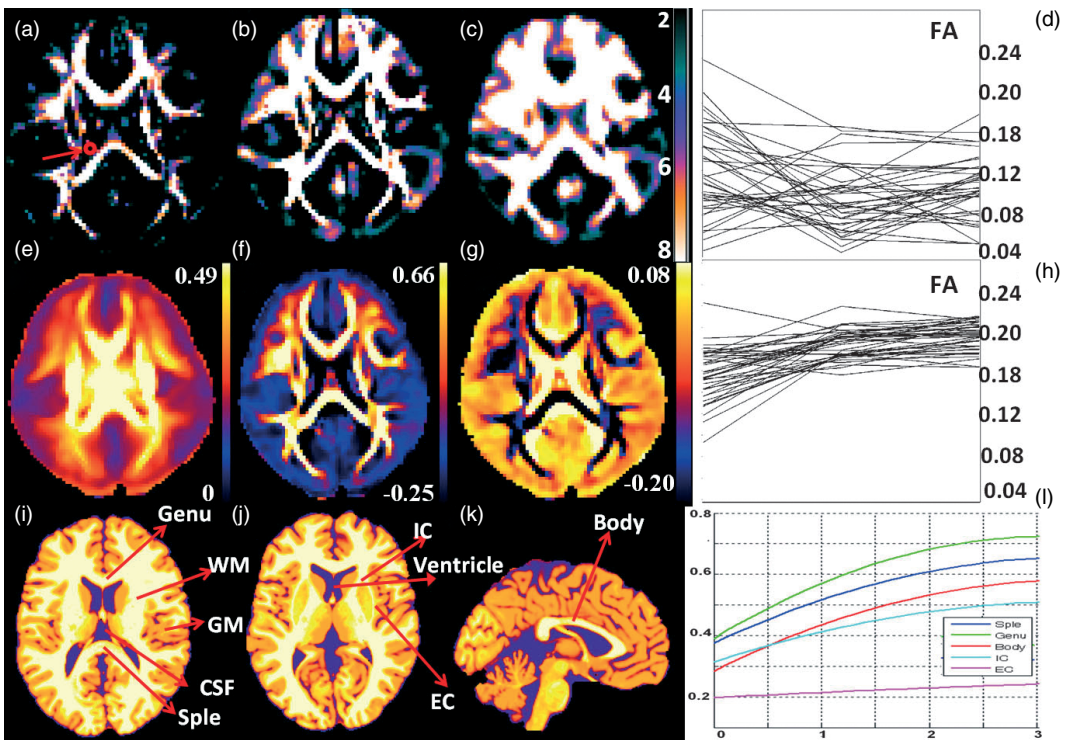 (a)
(b)
(c)
2
4
6
8
FA
(d)
0.24
0.20
0.18
0.12
0.08
0.04
(e)
0.49
0
(f)
0.66
-0.25
(g)
0.08
-0.20
FA
(h)
0.24
0.20
0.18
0.12
0.08
0.04
(i)
Genu
WM
GM
CSF
Sple
(j)
IC
Ventricle
EC
(k)
Body
(l)
0.8
0.6
0.4
0.2
0
1
2
3
Sple
Genu
Body
IC
EC